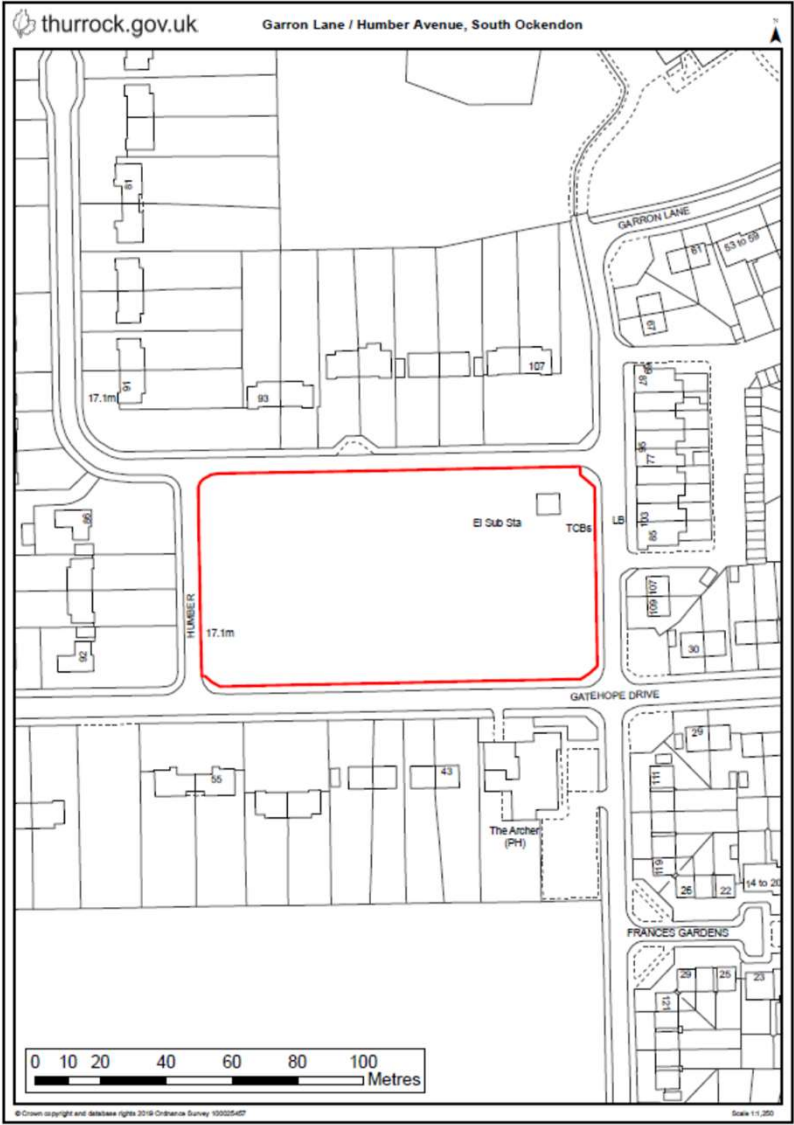 thurrock.gov.uk
Garron Lane / Humber Avenue, South Ockendon
N
GARRON LANE
81
61
53 to 59
67
107
91
17.1m
93
87
95
77
El Sub Sta
TCBs
LB
103
85
86
HUMBER
17.1m
107
109
30
92
GATEHOPE DRIVE
29
55
43
111
The Archer
(PH)
119
26
22
14 to 20
FRANCES GARDENS
29
25
23
121
0 10 20 40 60 80 100
Metres
© Crown copyright and database rights 2019 Ordnance Survey 100025457
Scale 1:1,250